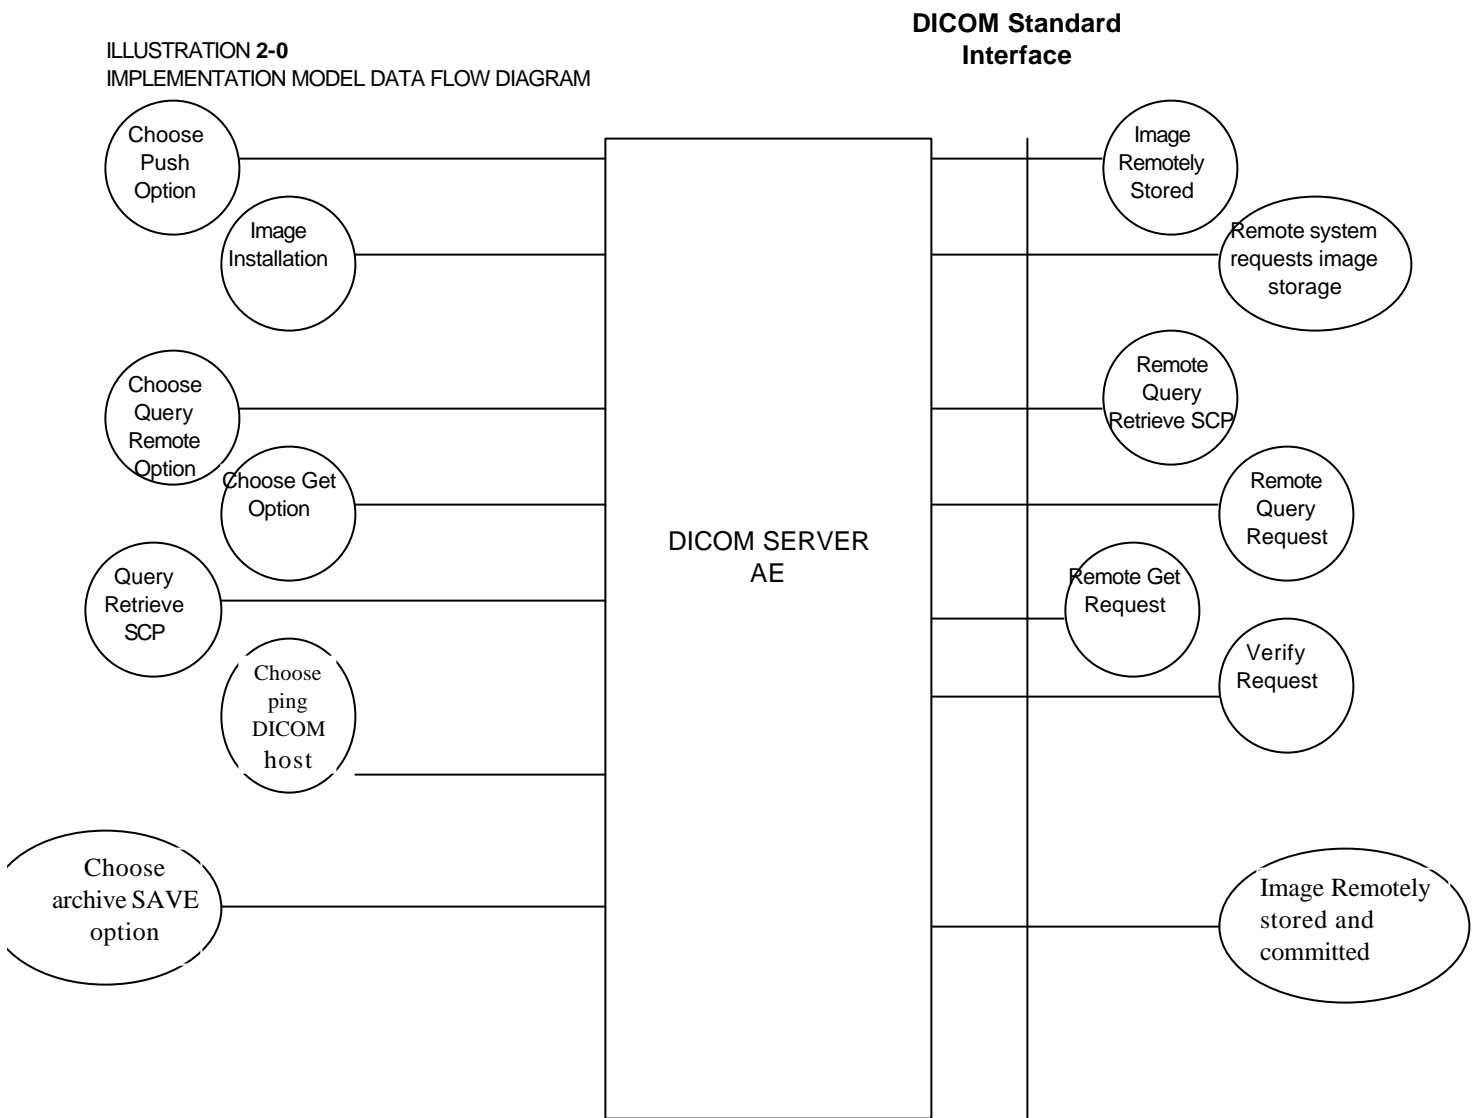 DICOM Standard
Interface
ILLUSTRATION 2-0
IMPLEMENTATION MODEL DATA FLOW DIAGRAM
Choose
Push
Option
Image
Installation
Choose
Query
Remote
Option
Choose Get
Option
Query
Retrieve
SCP
Choose
ping
DICOM
host
Choose
archive SAVE
option
DICOM SERVER
AE
Image
Remotely
Stored
Remote system
requests image
storage
Remote
Query
Retrieve SCP
Remote
Query
Request
Remote Get
Request
Verify
Request
Image Remotely
stored and
committed